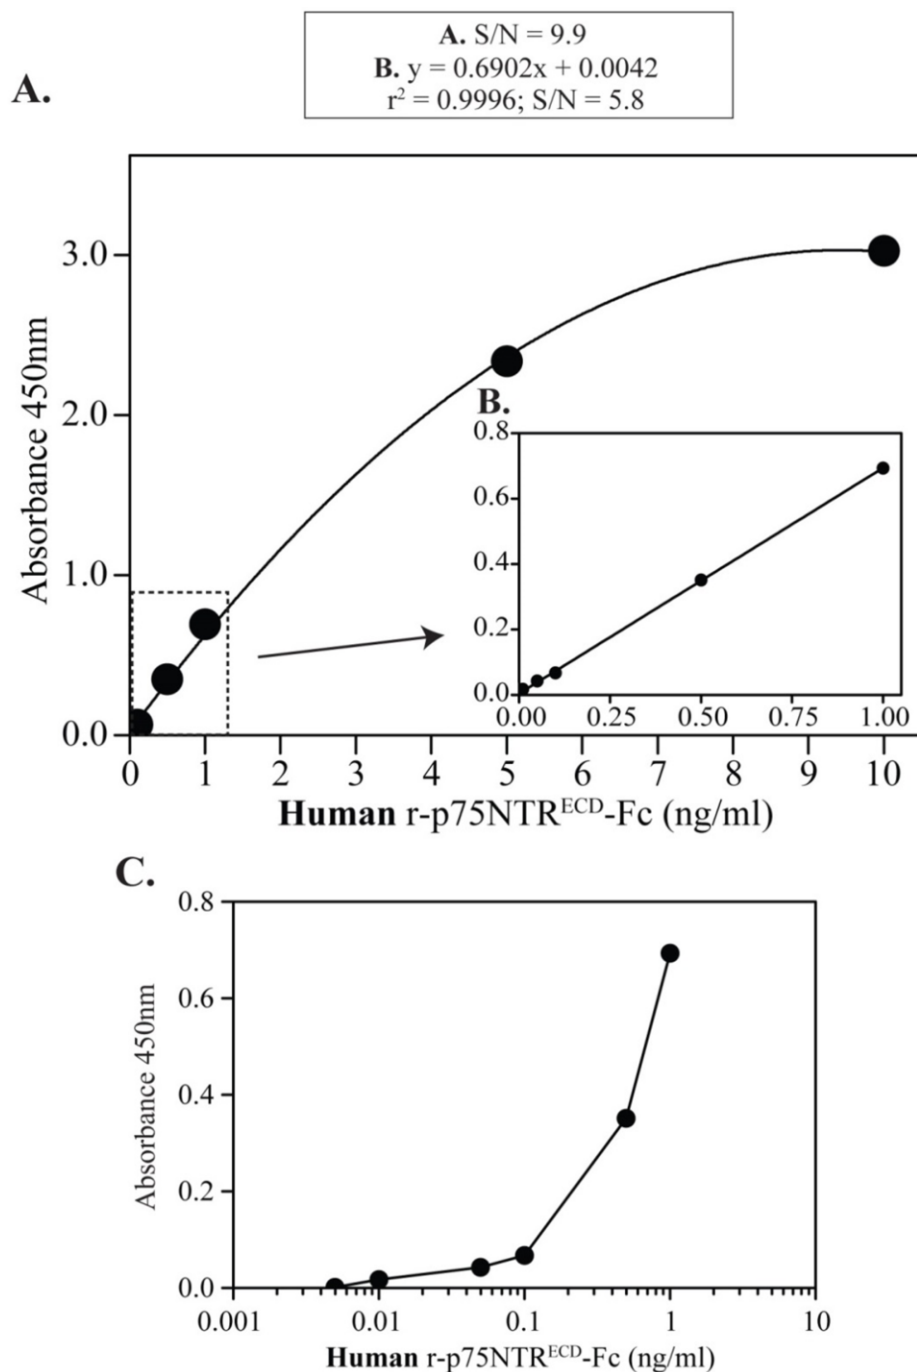 A. S/N = 9.9
B. y = 0.6902x + 0.0042
r² = 0.9996; S/N = 5.8
A.
Absorbance 450nm
3.0
2.0
1.0
0.0
0 1 2 3 4 5 6 7 8 9 10
Human r-p75NTRᴱᶜᴰ-Fc (ng/ml)
B.
0.8
0.6
0.4
0.2
0.0
0.00 0.25 0.50 0.75 1.00
C.
Absorbance 450nm
0.8
0.6
0.4
0.2
0.0
0.001 0.01 0.1 1 10
Human r-p75NTRᴱᶜᴰ-Fc (ng/ml)